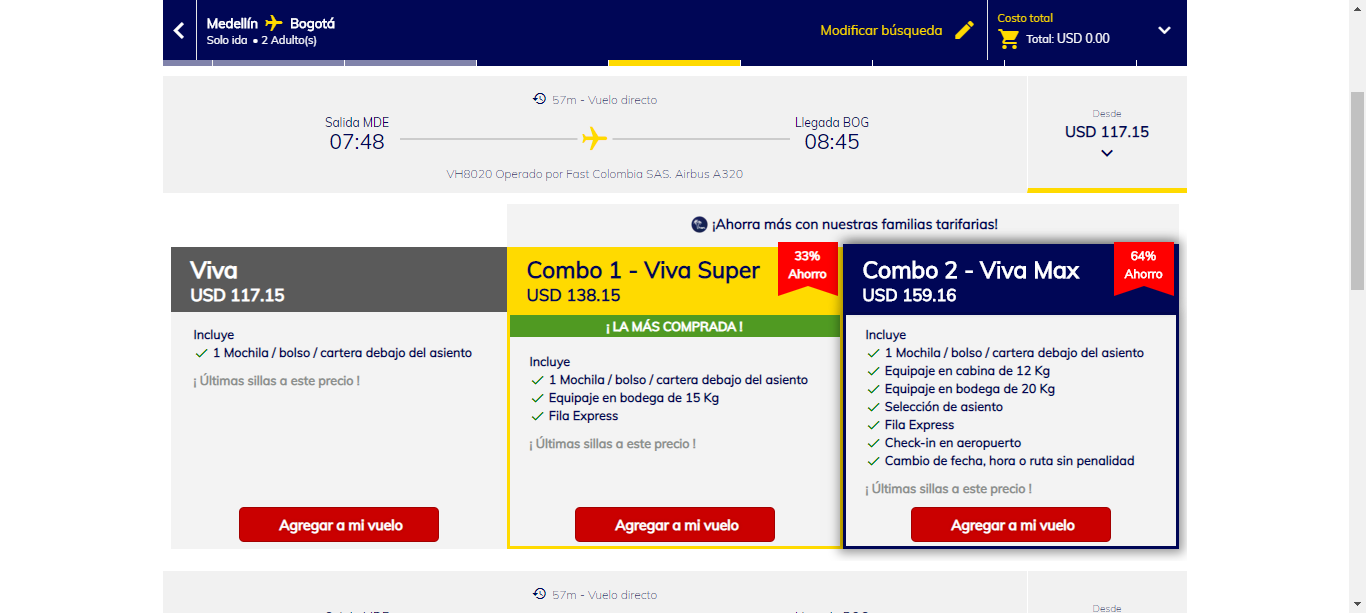 Medellín Bogotá
Solo ida • 2 Adulto(s)
Modificar búsqueda
Costo total
Total: USD 0.00
57m - Vuelo directo
Salida MDE
07:48
Llegada BOG
08:45
VH8020 Operado por Fast Colombia SAS. Airbus A320
Desde
USD 117.15
¡Ahorra más con nuestras familias tarifarias!
Viva
USD 117.15
Incluye
1 Mochila / bolso / cartera debajo del asiento
¡ Últimas sillas a este precio !
Agregar a mi vuelo
Combo 1 - Viva Super
USD 138.15
33%
Ahorro
¡ LA MÁS COMPRADA !
Incluye
1 Mochila / bolso / cartera debajo del asiento
Equipaje en bodega de 15 Kg
Fila Express
¡ Últimas sillas a este precio !
Agregar a mi vuelo
Combo 2 - Viva Max
USD 159.16
64%
Ahorro
Incluye
1 Mochila / bolso / cartera debajo del asiento
Equipaje en cabina de 12 Kg
Equipaje en bodega de 20 Kg
Selección de asiento
Fila Express
Check-in en aeropuerto
Cambio de fecha, hora o ruta sin penalidad
¡ Últimas sillas a este precio !
Agregar a mi vuelo
57m - Vuelo directo
Desde